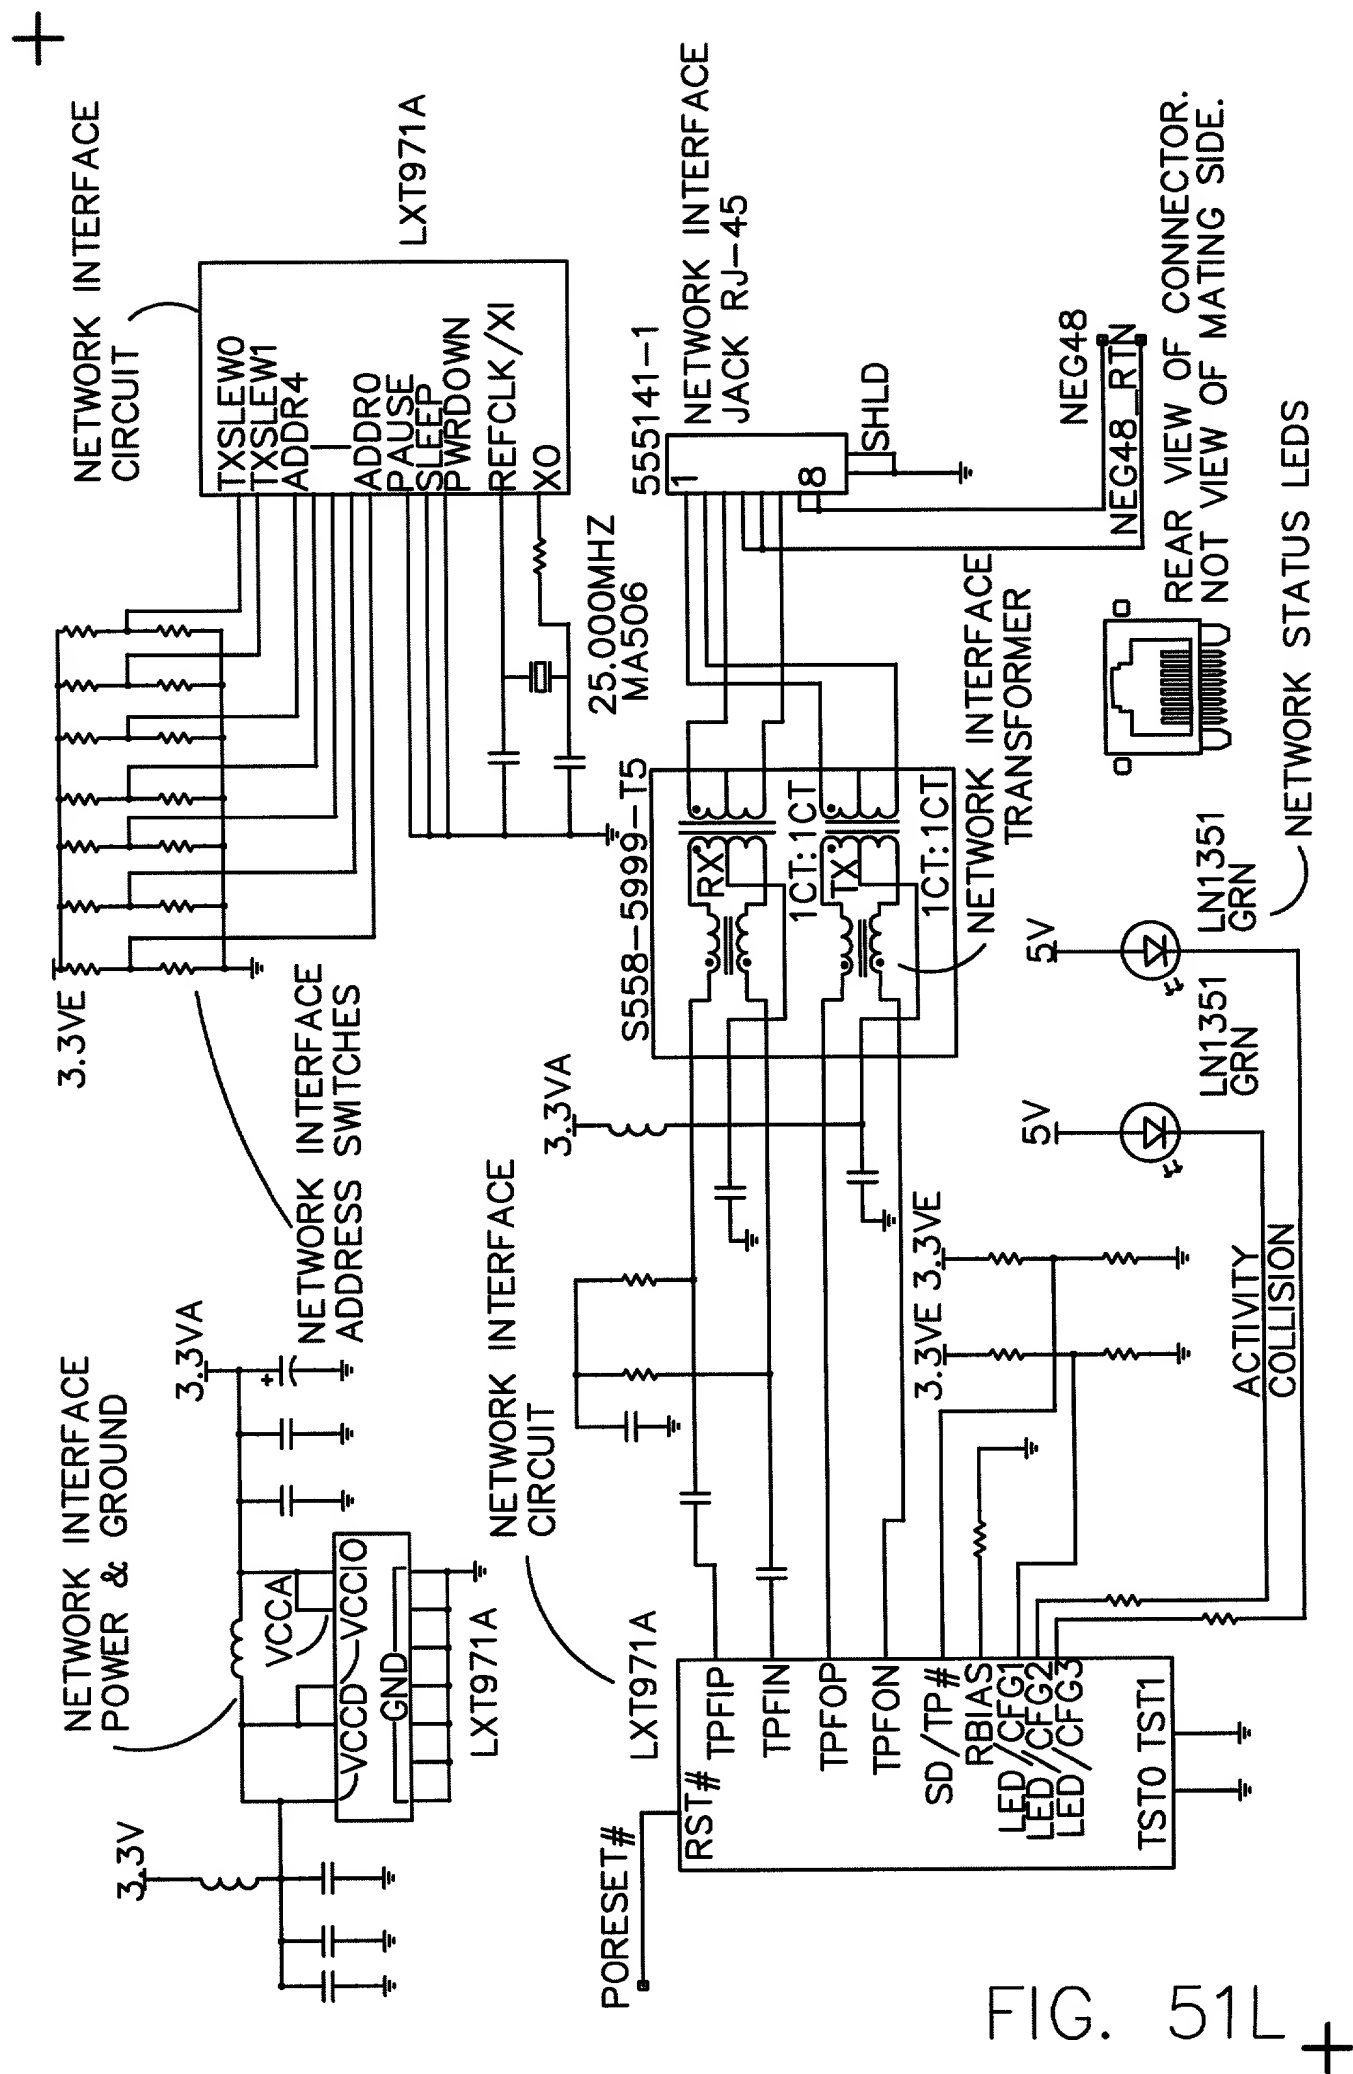 NETWORK INTERFACE
POWER & GROUND
3.3V
3.3VA
VCCA
VCCD
VCCIO
GND
LXT971A
3.3VE
NETWORK INTERFACE
ADDRESS SWITCHES
NETWORK INTERFACE
CIRCUIT
TXSLEW0
TXSLEW1
ADDR4
ADDR0
PAUSE
SLEEP
PWRDOWN
REFCLK/XI
XO
LXT971A
25.000MHZ
MA506
NETWORK INTERFACE
CIRCUIT
LXT971A
PORESET#
RST#
TPFIP
TPFIN
TPFOP
TPFON
SD/TP#
RBIAS
LED/CFG1
LED/CFG2
LED/CFG3
TST0 TST1
3.3VA
3.3VE 3.3VE
S558-5999-T5
RX
1CT:1CT
TX
1CT:1CT
NETWORK INTERFACE
TRANSFORMER
555141-1
NETWORK INTERFACE
JACK RJ-45
1
8
SHLD
NEG48
NEG48_RTN
REAR VIEW OF CONNECTOR.
NOT VIEW OF MATING SIDE.
5V
5V
LN1351
GRN
LN1351
GRN
NETWORK STATUS LEDS
ACTIVITY
COLLISION
FIG. 51L